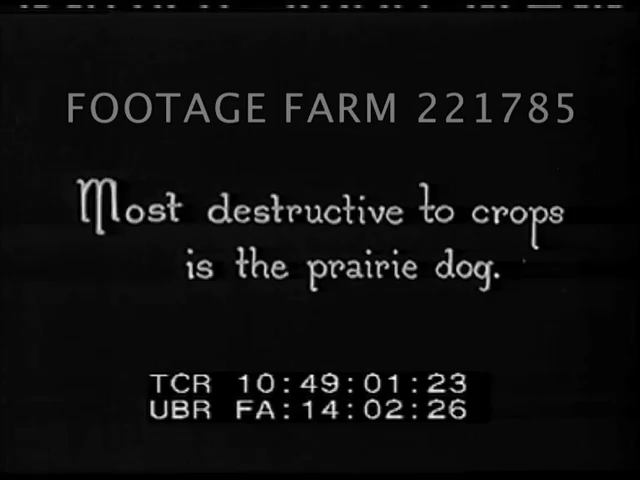 FOOTAGE FARM 221785
Most destructive to crops
is the prairie dog.
TCR 10:49:01:23
UBR FA:14:02:26